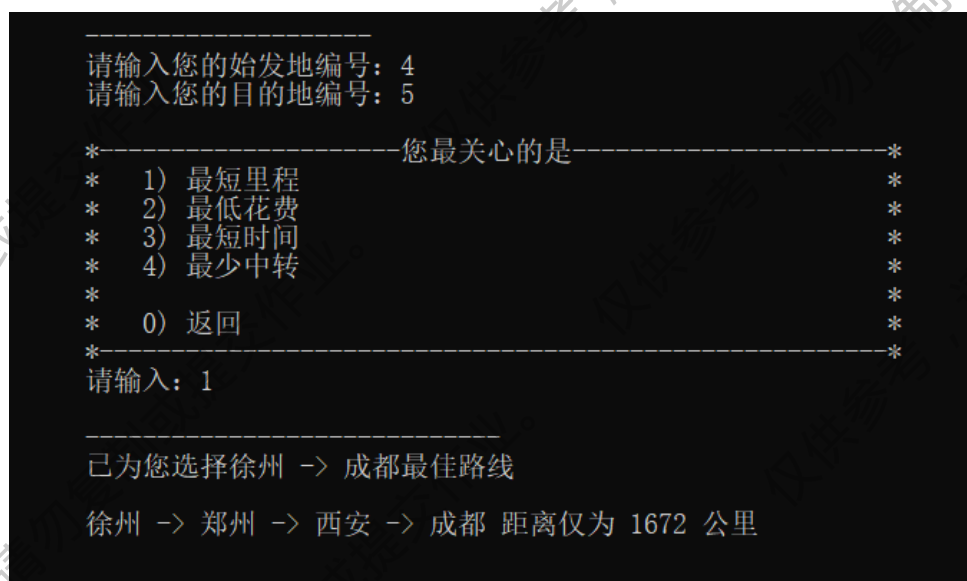 --------------------
请输入您的始发地编号: 4
请输入您的目的地编号: 5
*---------------------您最关心的是----------------------*
* 1) 最短里程 *
* 2) 最低花费 *
* 3) 最短时间 *
* 4) 最少中转 *
* *
* 0) 返回 *
*-------------------------------------------------------*
请输入: 1
-----------------------------
已为您选择徐州 -> 成都最佳路线
徐州 -> 郑州 -> 西安 -> 成都 距离仅为 1672 公里